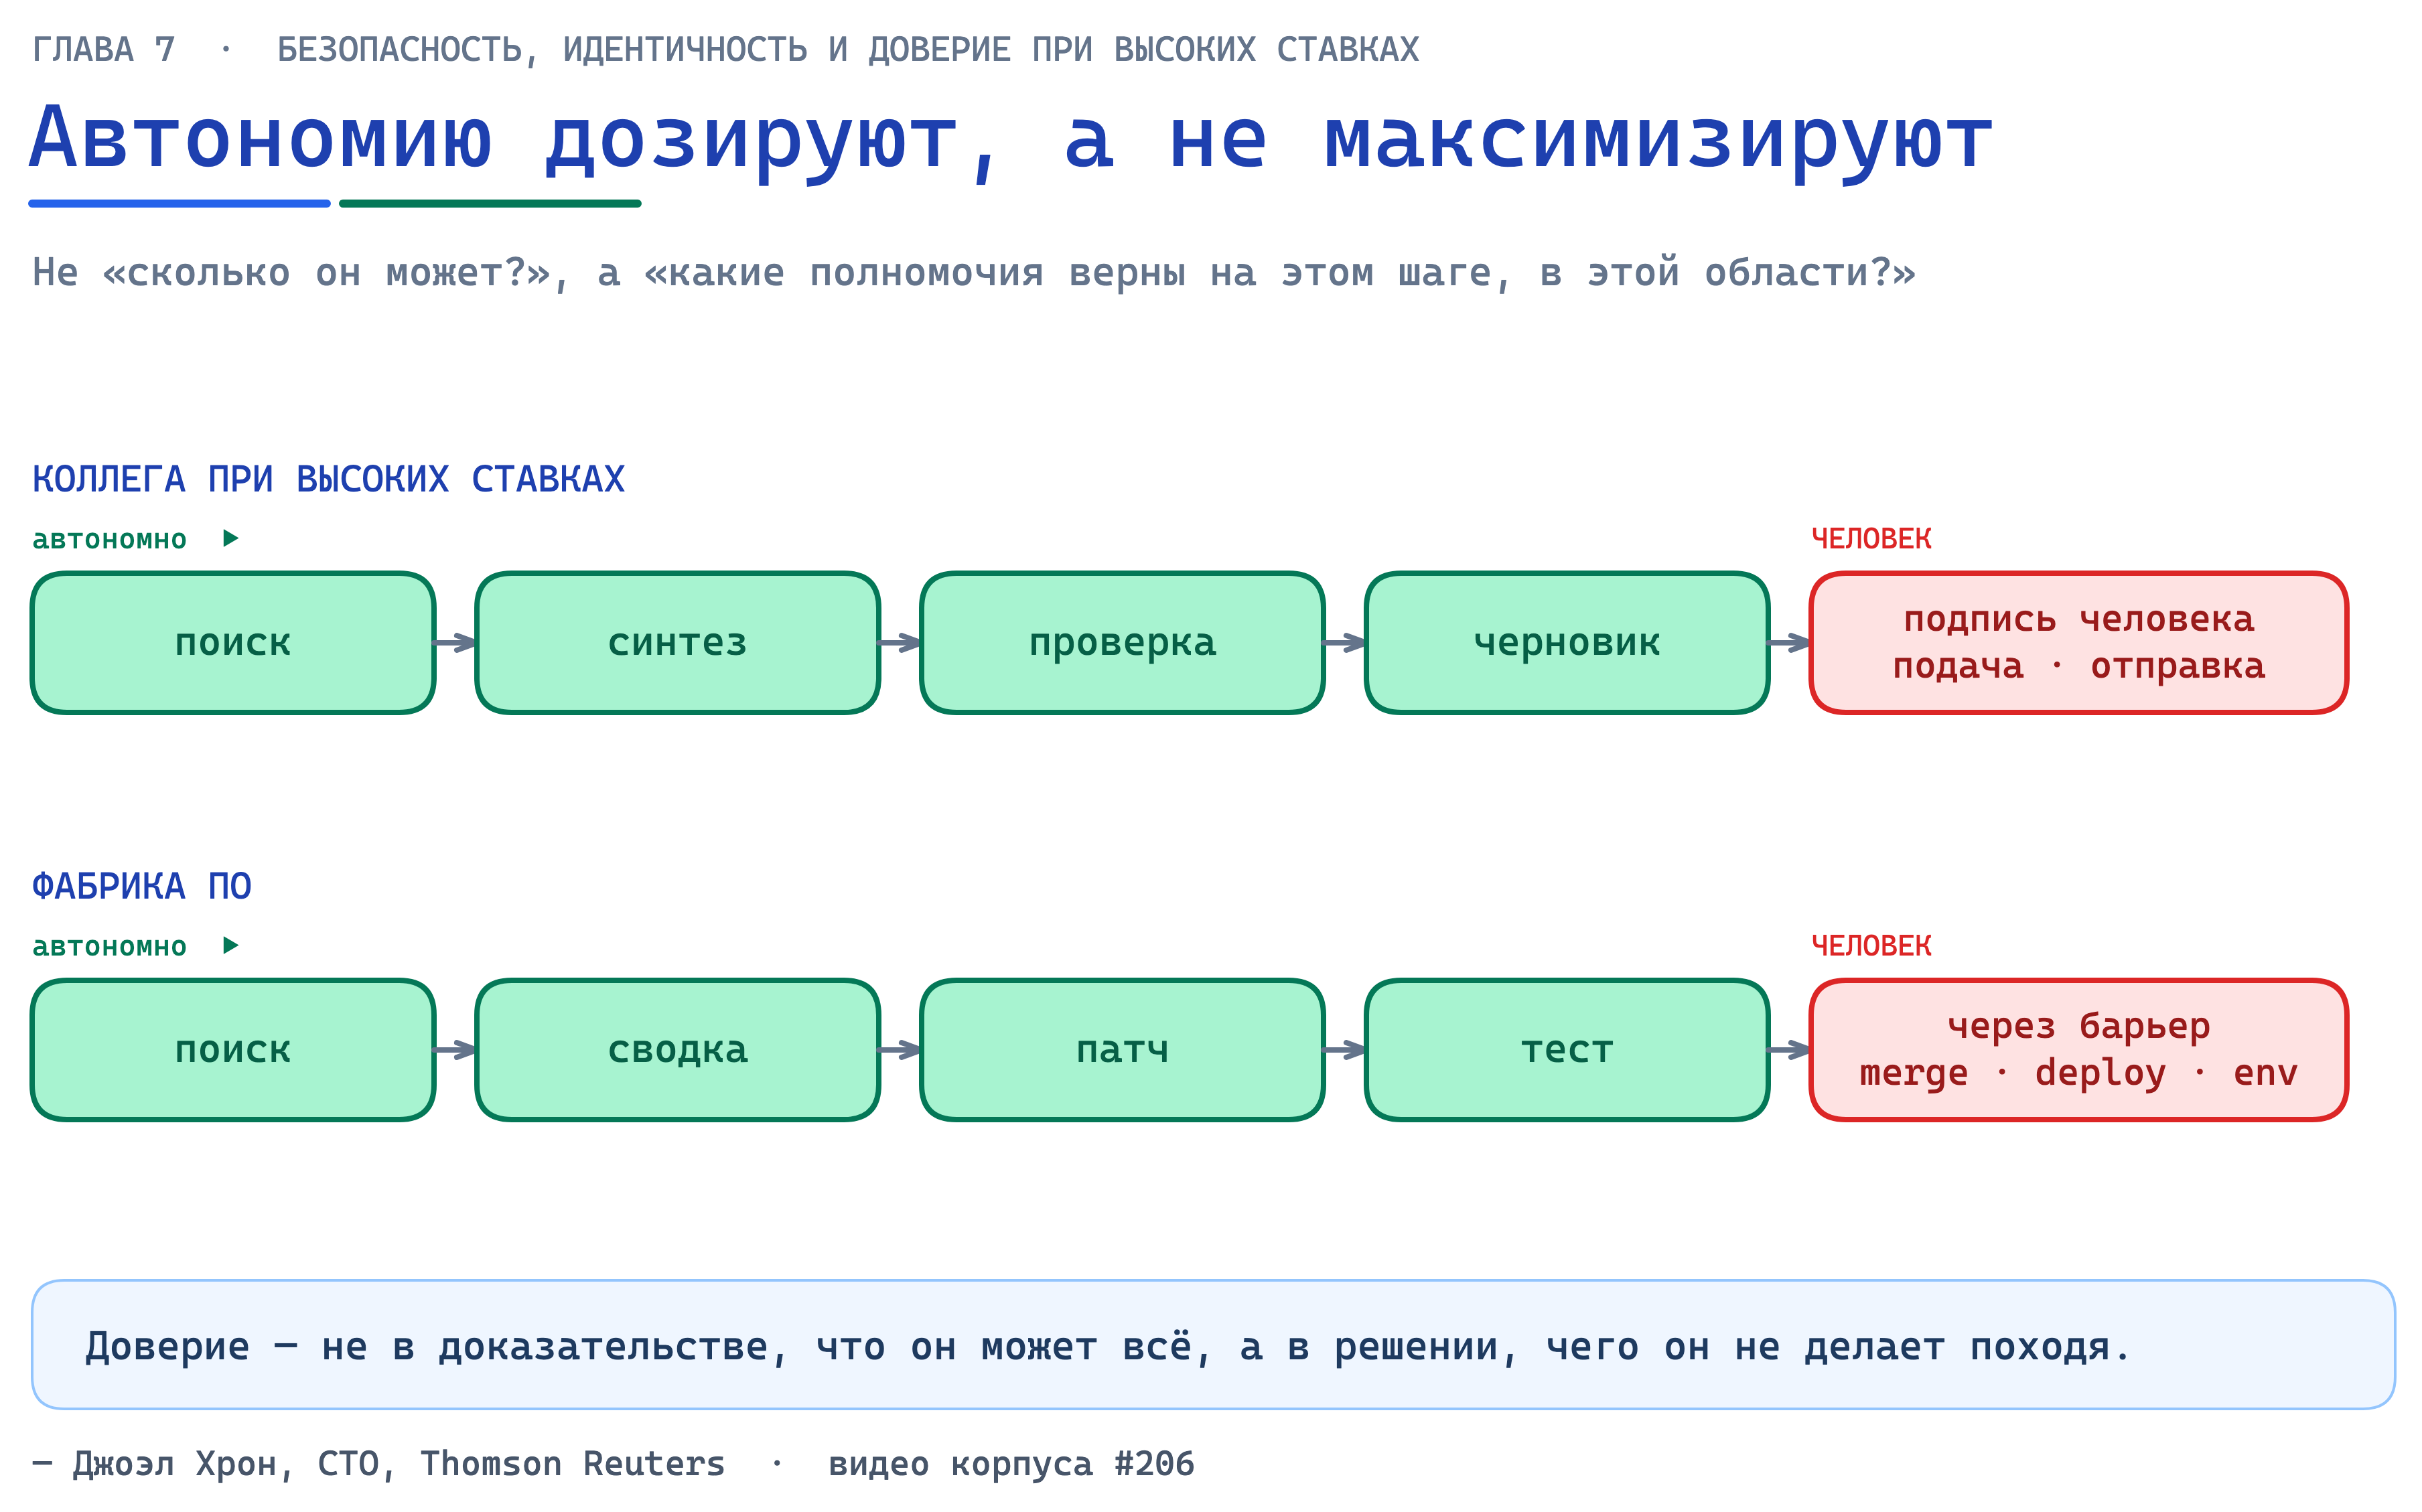 ГЛАВА 7 · БЕЗОПАСНОСТЬ, ИДЕНТИЧНОСТЬ И ДОВЕРИЕ ПРИ ВЫСОКИХ СТАВКАХ
Автономию дозируют, а не максимизируют
Не «сколько он может?», а «какие полномочия верны на этом шаге, в этой области?»
КОЛЛЕГА ПРИ ВЫСОКИХ СТАВКАХ
автономно ▶
ЧЕЛОВЕК
поиск
синтез
проверка
черновик
подпись человека
подача · отправка
ФАБРИКА ПО
автономно ▶
ЧЕЛОВЕК
поиск
сводка
патч
тест
через барьер
merge · deploy · env
Доверие — не в доказательстве, что он может всё, а в решении, чего он не делает походя.
— Джоэл Хрон, CTO, Thomson Reuters · видео корпуса #206